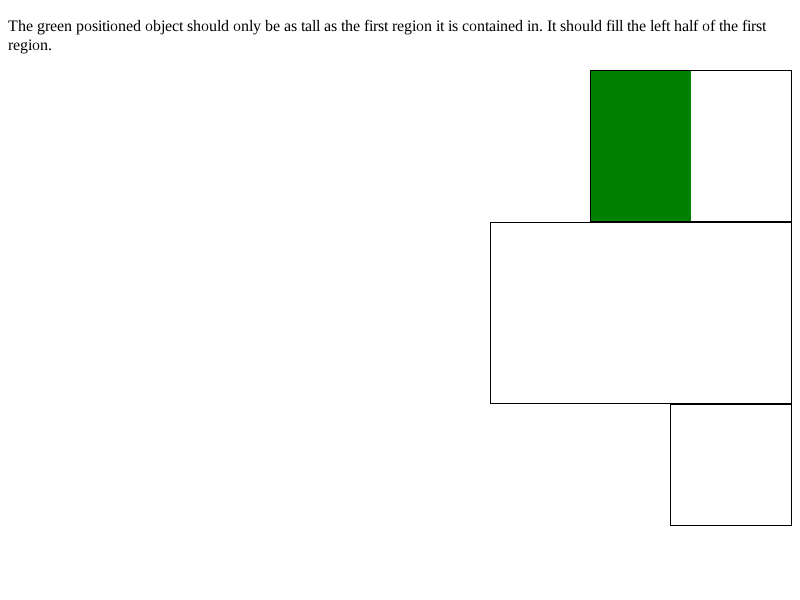 The green positioned object should only be as tall as the first region it is contained in. It should fill the left half of the first
region.